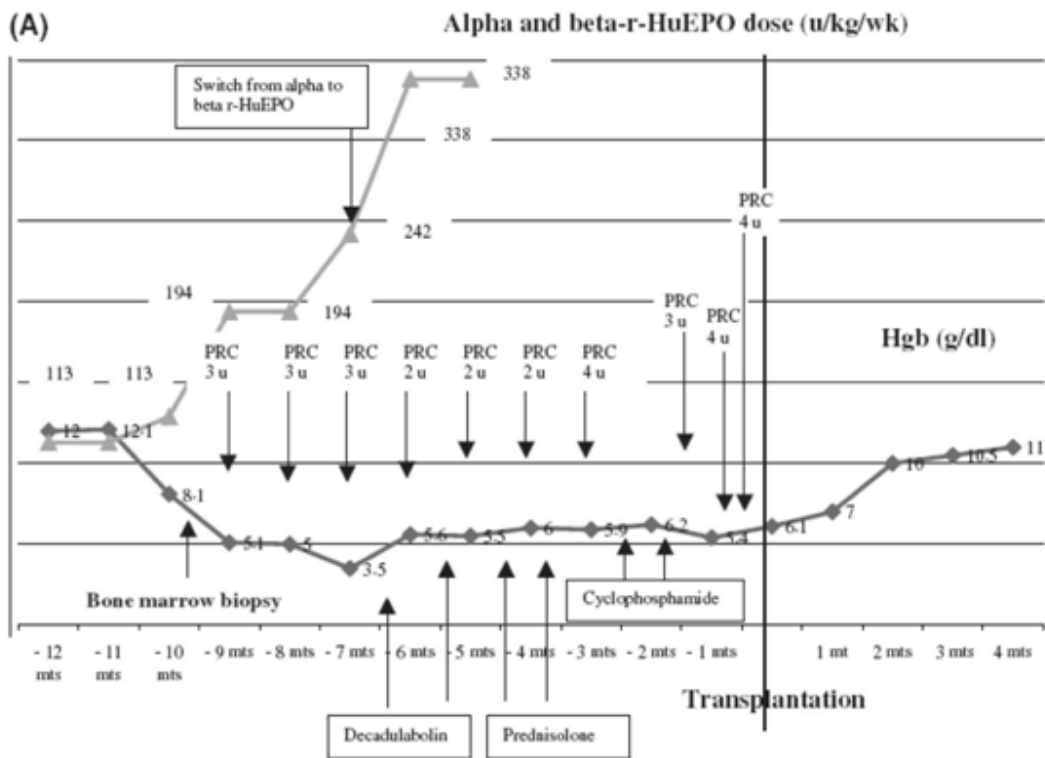 (A)
Alpha and beta-r-HuEPO dose (u/kg/wk)
Switch from alpha to
beta r-HuEPO
338
338
242
194
194
113
113
PRC
3 u
PRC
3 u
PRC
3 u
PRC
2 u
PRC
2 u
PRC
2 u
PRC
4 u
PRC
3 u
PRC
4 u
PRC
4 u
Hgb (g/dl)
12
12·1
8·1
5·1
5
3·5
5·6
5·5
6
5·9
6·2
5·4
6·1
7
10
10·5
11
Bone marrow biopsy
Cyclophosphamide
- 12
mts
- 11
mts
- 10
mts
- 9 mts
- 8 mts
- 7 mts
- 6 mts
- 5 mts
- 4 mts
- 3 mts
- 2 mts
- 1 mts
1 mt
2 mts
3 mts
4 mts
Transplantation
Decadulabolin
Prednisolone